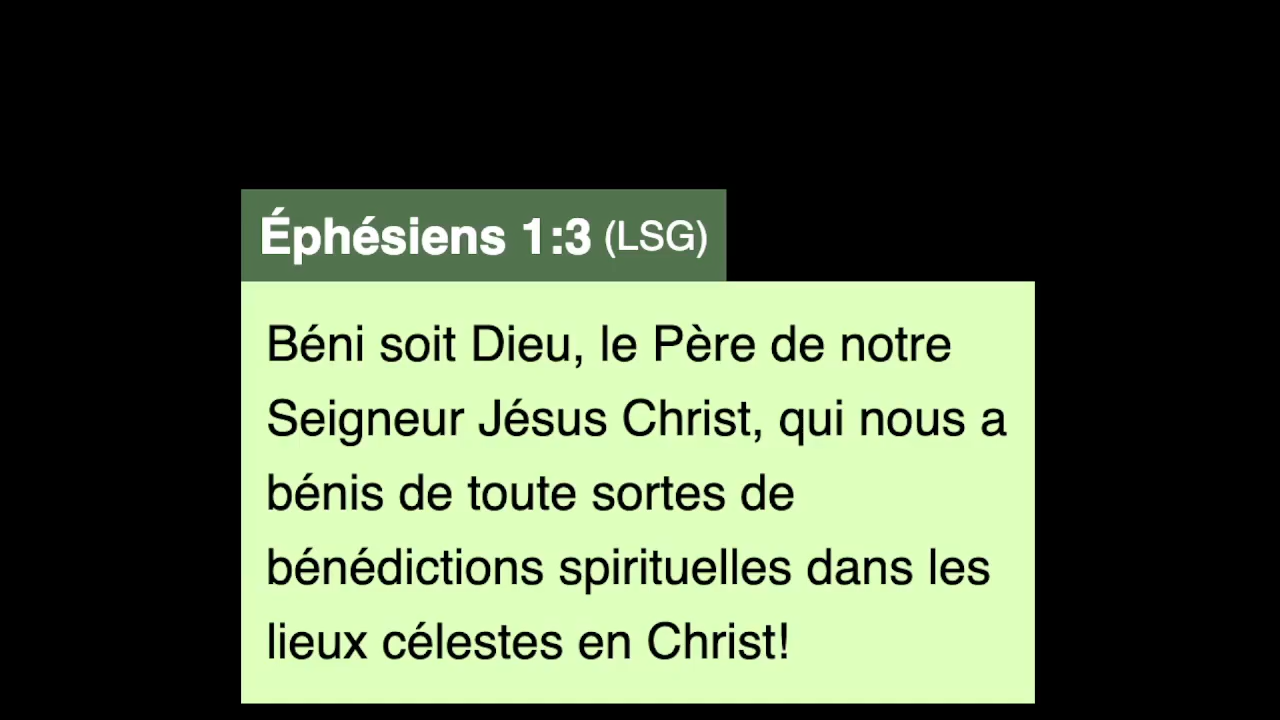 Éphésiens 1:3 (LSG)
Béni soit Dieu, le Père de notre
Seigneur Jésus Christ, qui nous a
bénis de toute sortes de
bénédictions spirituelles dans les
lieux célestes en Christ!